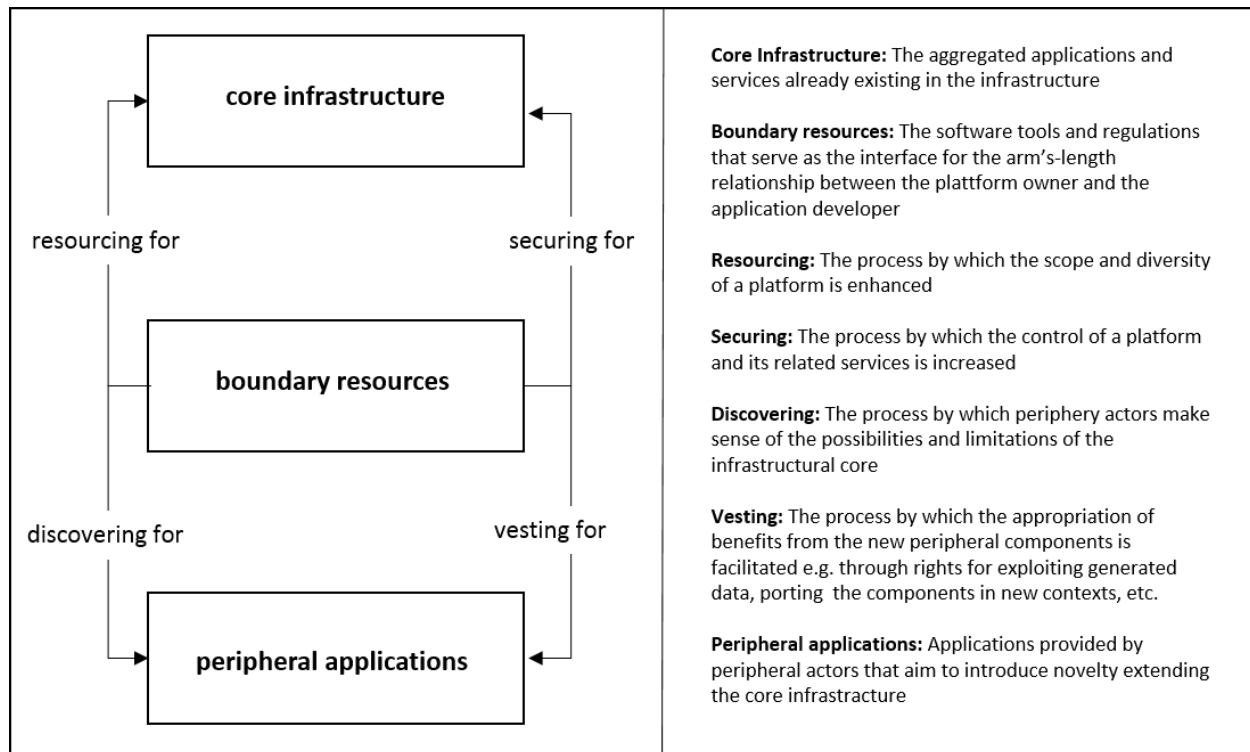 core infrastructure
resourcing for
securing for
boundary resources
discovering for
vesting for
peripheral applications
Core Infrastructure: The aggregated applications and
services already existing in the infrastructure
Boundary resources: The software tools and regulations
that serve as the interface for the arm’s-length
relationship between the plattform owner and the
application developer
Resourcing: The process by which the scope and diversity
of a platform is enhanced
Securing: The process by which the control of a platform
and its related services is increased
Discovering: The process by which periphery actors make
sense of the possibilities and limitations of the
infrastructural core
Vesting: The process by which the appropriation of
benefits from the new peripheral components is
facilitated e.g. through rights for exploiting generated
data, porting the components in new contexts, etc.
Peripheral applications: Applications provided by
peripheral actors that aim to introduce novelty extending
the core infrastracture